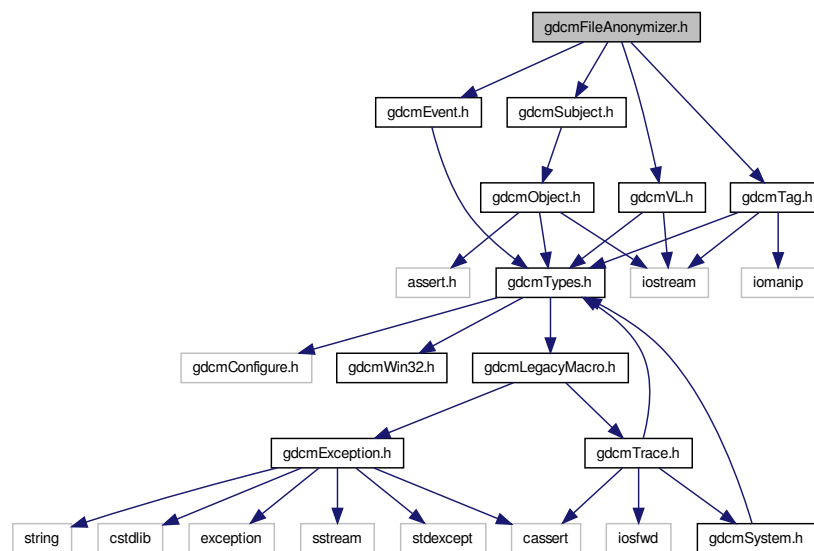 gdcmFileAnonymizer.h
gdcmEvent.h
gdcmSubject.h
gdcmObject.h
gdcmVL.h
gdcmTag.h
assert.h
gdcmTypes.h
iostream
iomanip
gdcmConfigure.h
gdcmWin32.h
gdcmLegacyMacro.h
gdcmException.h
gdcmTrace.h
string
cstdlib
exception
sstream
stdexcept
cassert
iosfwd
gdcmSystem.h